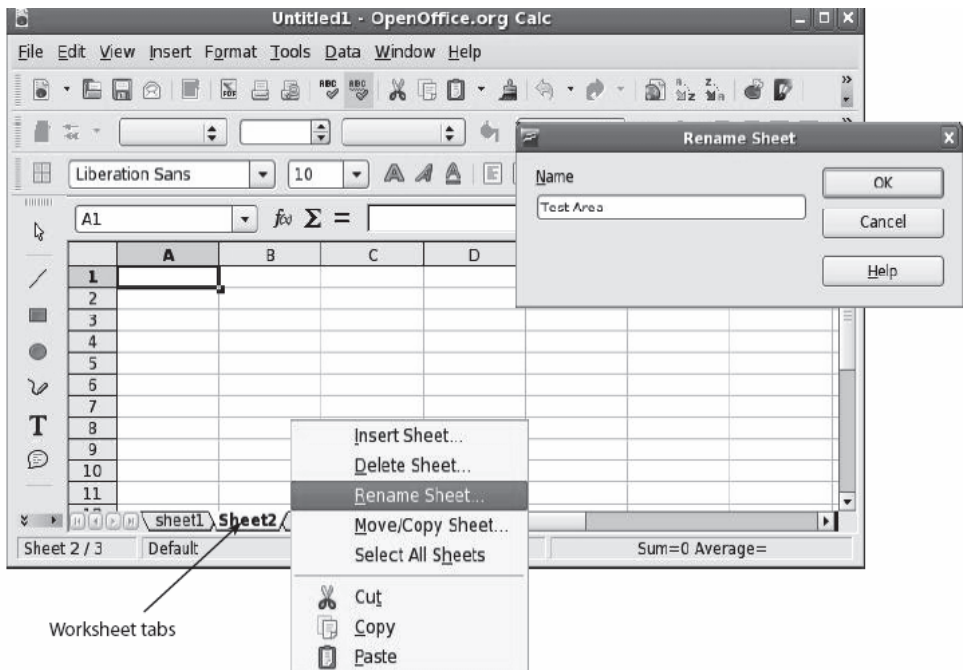 Untitled1 - OpenOffice.org Calc
File Edit View Insert Format Tools Data Window Help
PDF ABC ABC
Liberation Sans 10
A1 f(x) Σ =
Rename Sheet
Name
Test Area
OK
Cancel
Help
A B C D
1
2
3
4
5
6
7
8
9
10
11
T
sheet1 Sheet2
Sheet 2 / 3 Default Sum=0 Average=
Insert Sheet...
Delete Sheet...
Rename Sheet...
Move/Copy Sheet...
Select All Sheets
Cut
Copy
Paste
Worksheet tabs